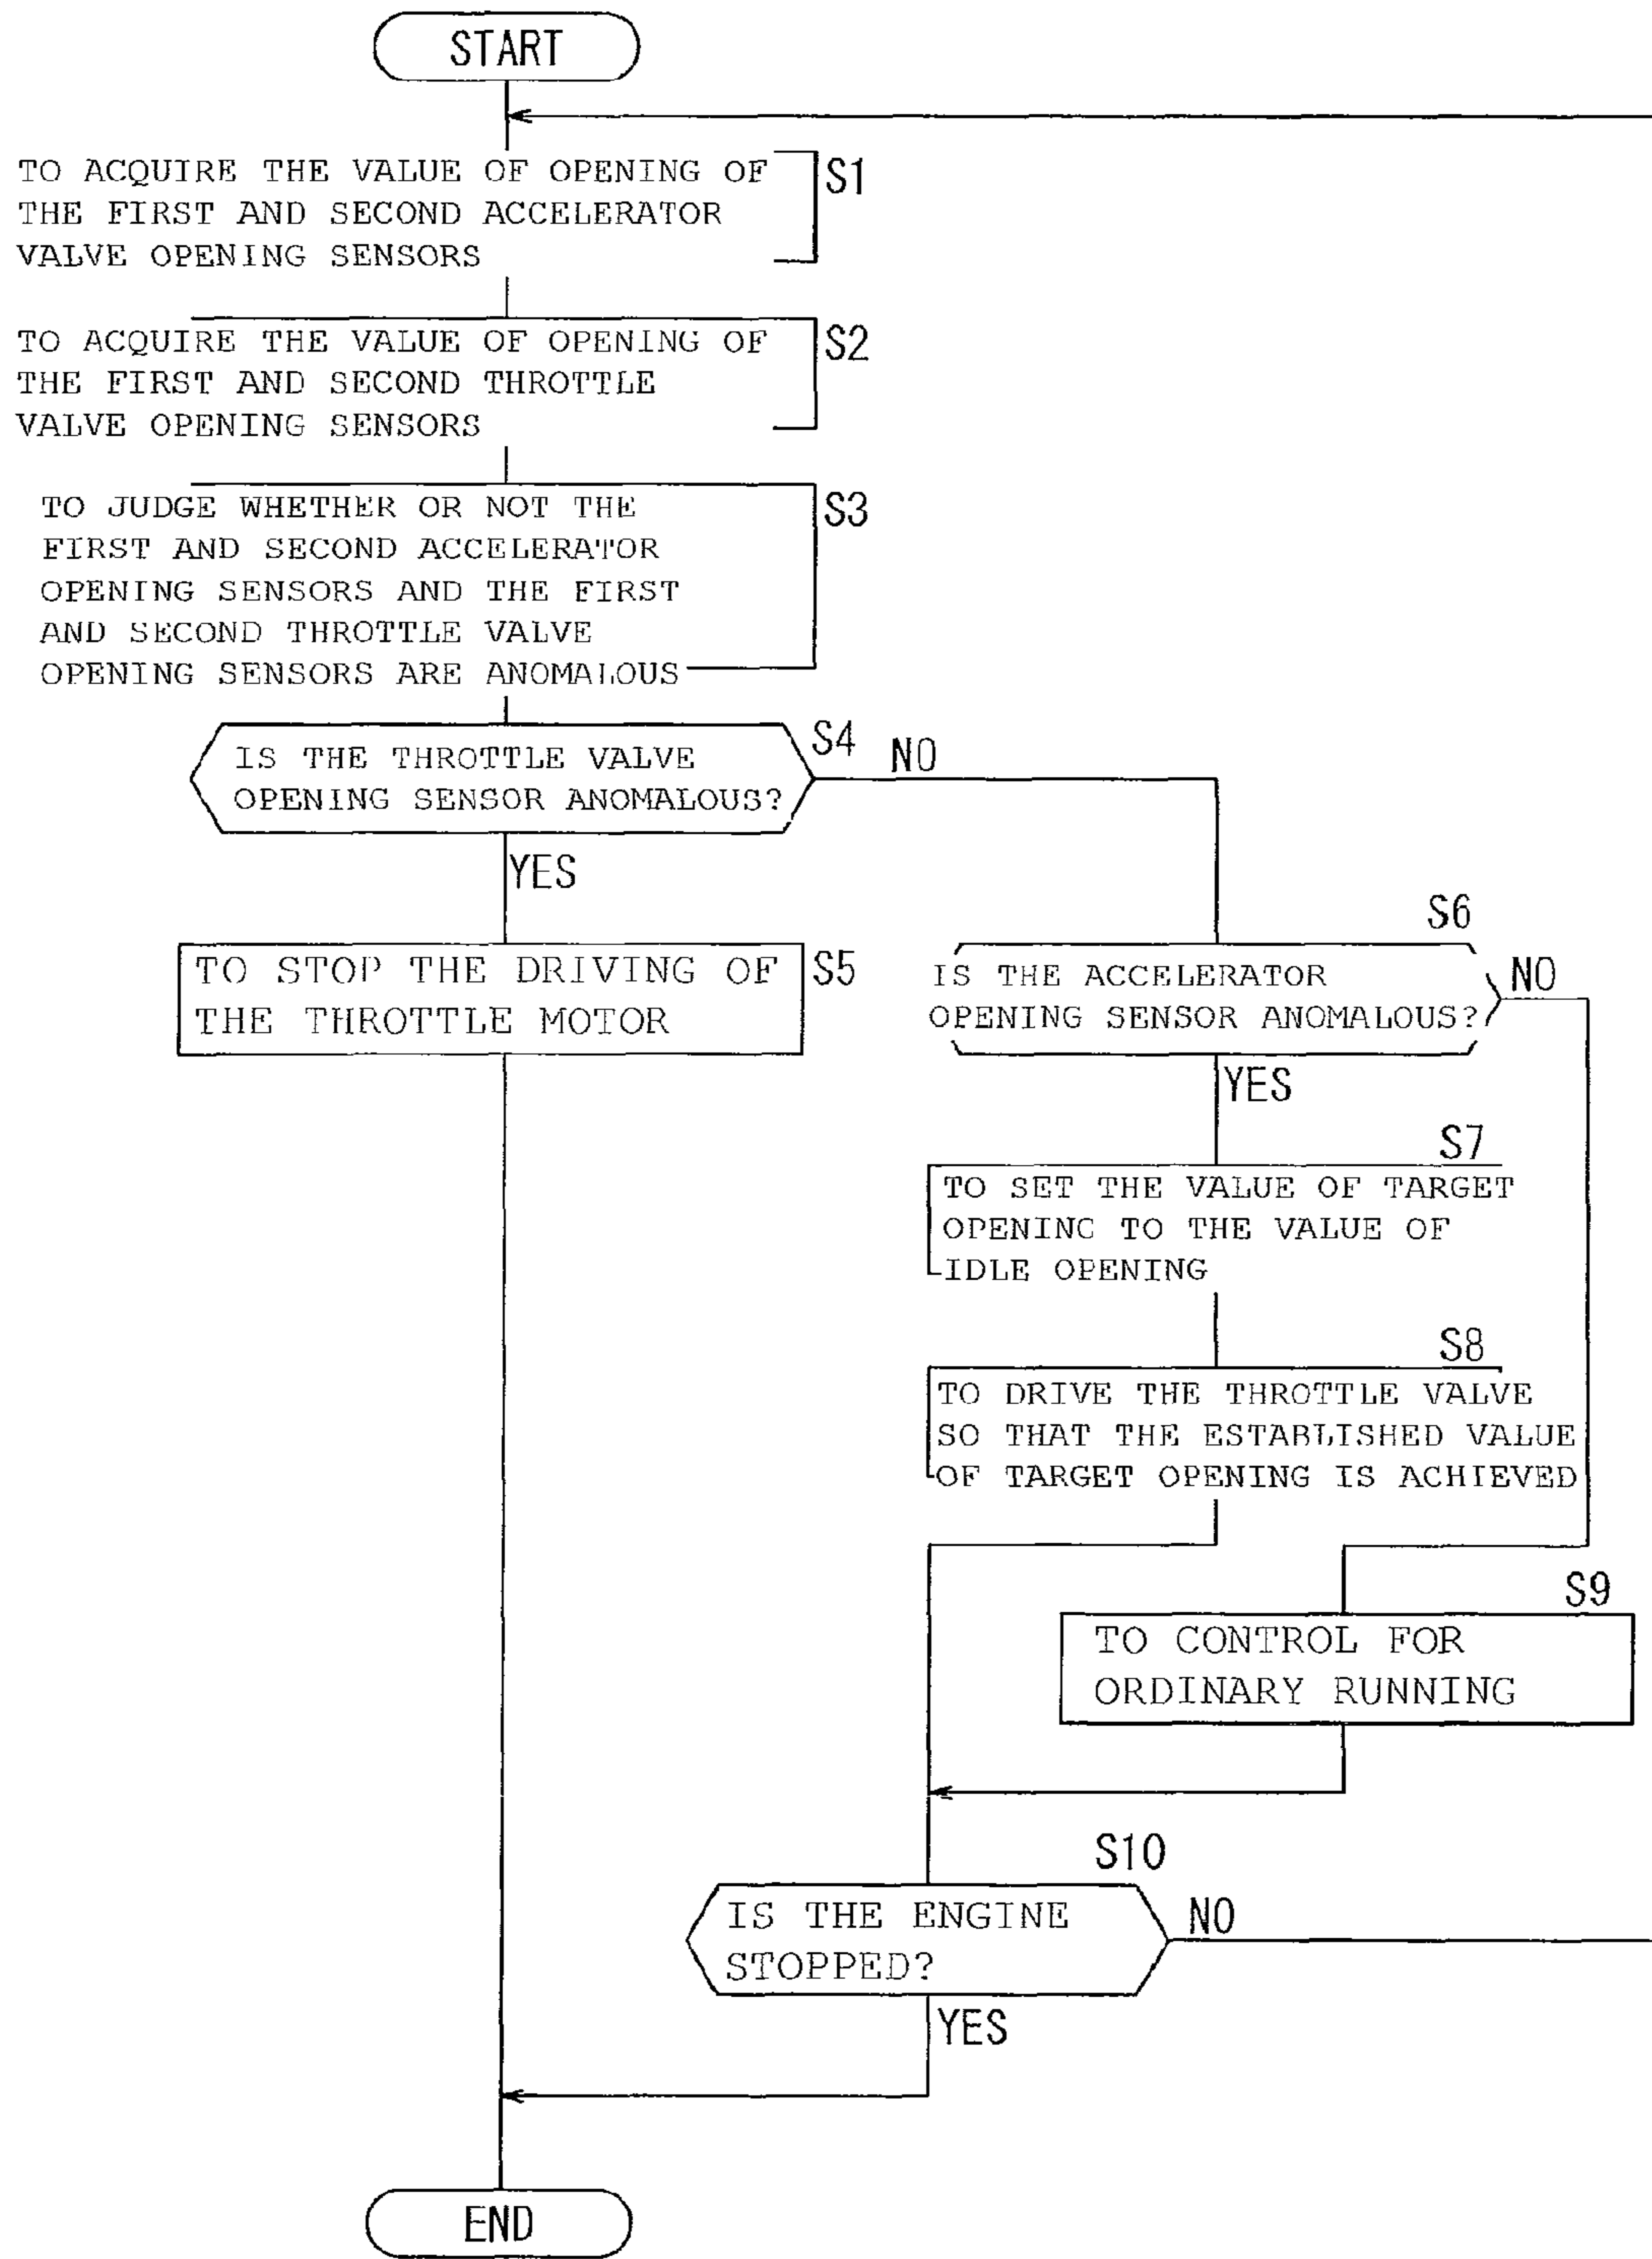 START
TO ACQUIRE THE VALUE OF OPENING OF
THE FIRST AND SECOND ACCELERATOR
VALVE OPENING SENSORS
S1
TO ACQUIRE THE VALUE OF OPENING OF
THE FIRST AND SECOND THROTTLE
VALVE OPENING SENSORS
S2
TO JUDGE WHETHER OR NOT THE
FIRST AND SECOND ACCELERATOR
OPENING SENSORS AND THE FIRST
AND SECOND THROTTLE VALVE
OPENING SENSORS ARE ANOMALOUS
S3
IS THE THROTTLE VALVE
OPENING SENSOR ANOMALOUS?
S4
NO
YES
TO STOP THE DRIVING OF
THE THROTTLE MOTOR
S5
S6
IS THE ACCELERATOR
OPENING SENSOR ANOMALOUS?
NO
YES
S7
TO SET THE VALUE OF TARGET
OPENING TO THE VALUE OF
IDLE OPENING
S8
TO DRIVE THE THROTTLE VALVE
SO THAT THE ESTABLISHED VALUE
OF TARGET OPENING IS ACHIEVED
S9
TO CONTROL FOR
ORDINARY RUNNING
S10
IS THE ENGINE
STOPPED?
NO
YES
END